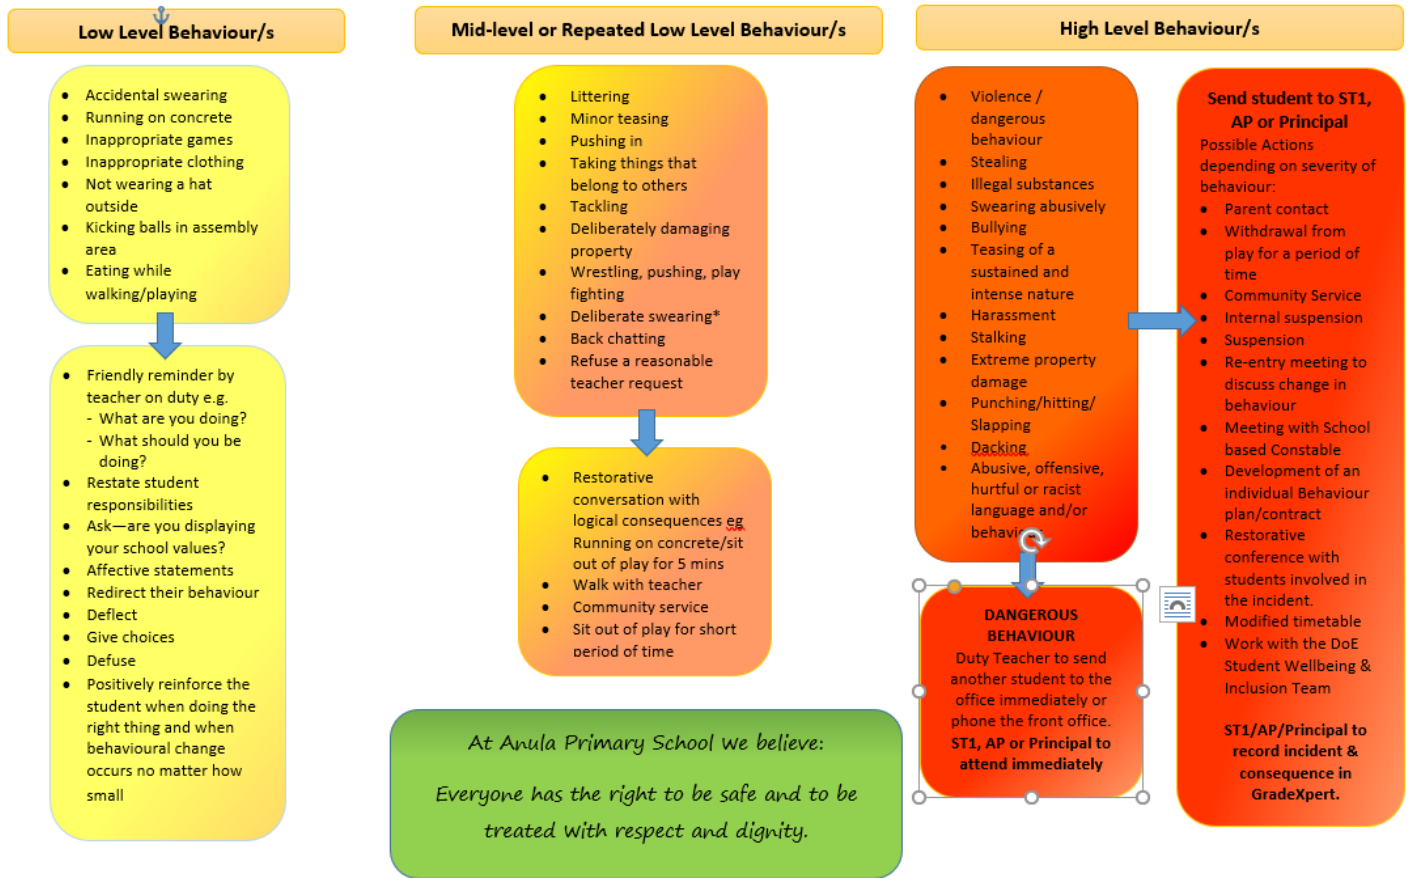 Low Level Behaviour/s
• Accidental swearing
• Running on concrete
• Inappropriate games
• Inappropriate clothing
• Not wearing a hat
outside
• Kicking balls in assembly
area
• Eating while
walking/playing
• Friendly reminder by
teacher on duty e.g.
- What are you doing?
- What should you be
doing?
• Restate student
responsibilities
• Ask—are you displaying
your school values?
• Affective statements
• Redirect their behaviour
• Deflect
• Give choices
• Defuse
• Positively reinforce the
student when doing the
right thing and when
behavioural change
occurs no matter how
small
Mid-level or Repeated Low Level Behaviour/s
• Littering
• Minor teasing
• Pushing in
• Taking things that
belong to others
• Tackling
• Deliberately damaging
property
• Wrestling, pushing, play
fighting
• Deliberate swearing*
• Back chatting
• Refuse a reasonable
teacher request
• Restorative
conversation with
logical consequences eg
Running on concrete/sit
out of play for 5 mins
• Walk with teacher
• Community service
• Sit out of play for short
period of time
At Anula Primary School We believe:
Everyone has the right to be safe and to be
treated With respect and dignity.
High Level Behaviour/s
• Violence /
dangerous
behaviour
• Stealing
• Illegal substances
• Swearing abusively
• Bullying
• Teasing of a
sustained and
intense nature
• Harassment
• Stalking
• Extreme property
damage
• Punching/hitting/
Slapping
• Dacking
• Abusive, offensive,
hurtful or racist
language and/or
behaviour
DANGEROUS
BEHAVIOUR
Duty Teacher to send
another student to the
office immediately or
phone the front office.
ST1, AP or Principal to
attend immediately
Send student to ST1,
AP or Principal
Possible Actions
depending on severity of
behaviour:
• Parent contact
• Withdrawal from
play for a period of
time
• Community Service
• Internal suspension
• Suspension
• Re-entry meeting to
discuss change in
behaviour
• Meeting with School
based Constable
• Development of an
individual Behaviour
plan/contract
• Restorative
conference with
students involved in
the incident.
• Modified timetable
• Work with the DoE
Student Wellbeing &
Inclusion Team
ST1/AP/Principal to
record incident &
consequence in
GradeXpert.